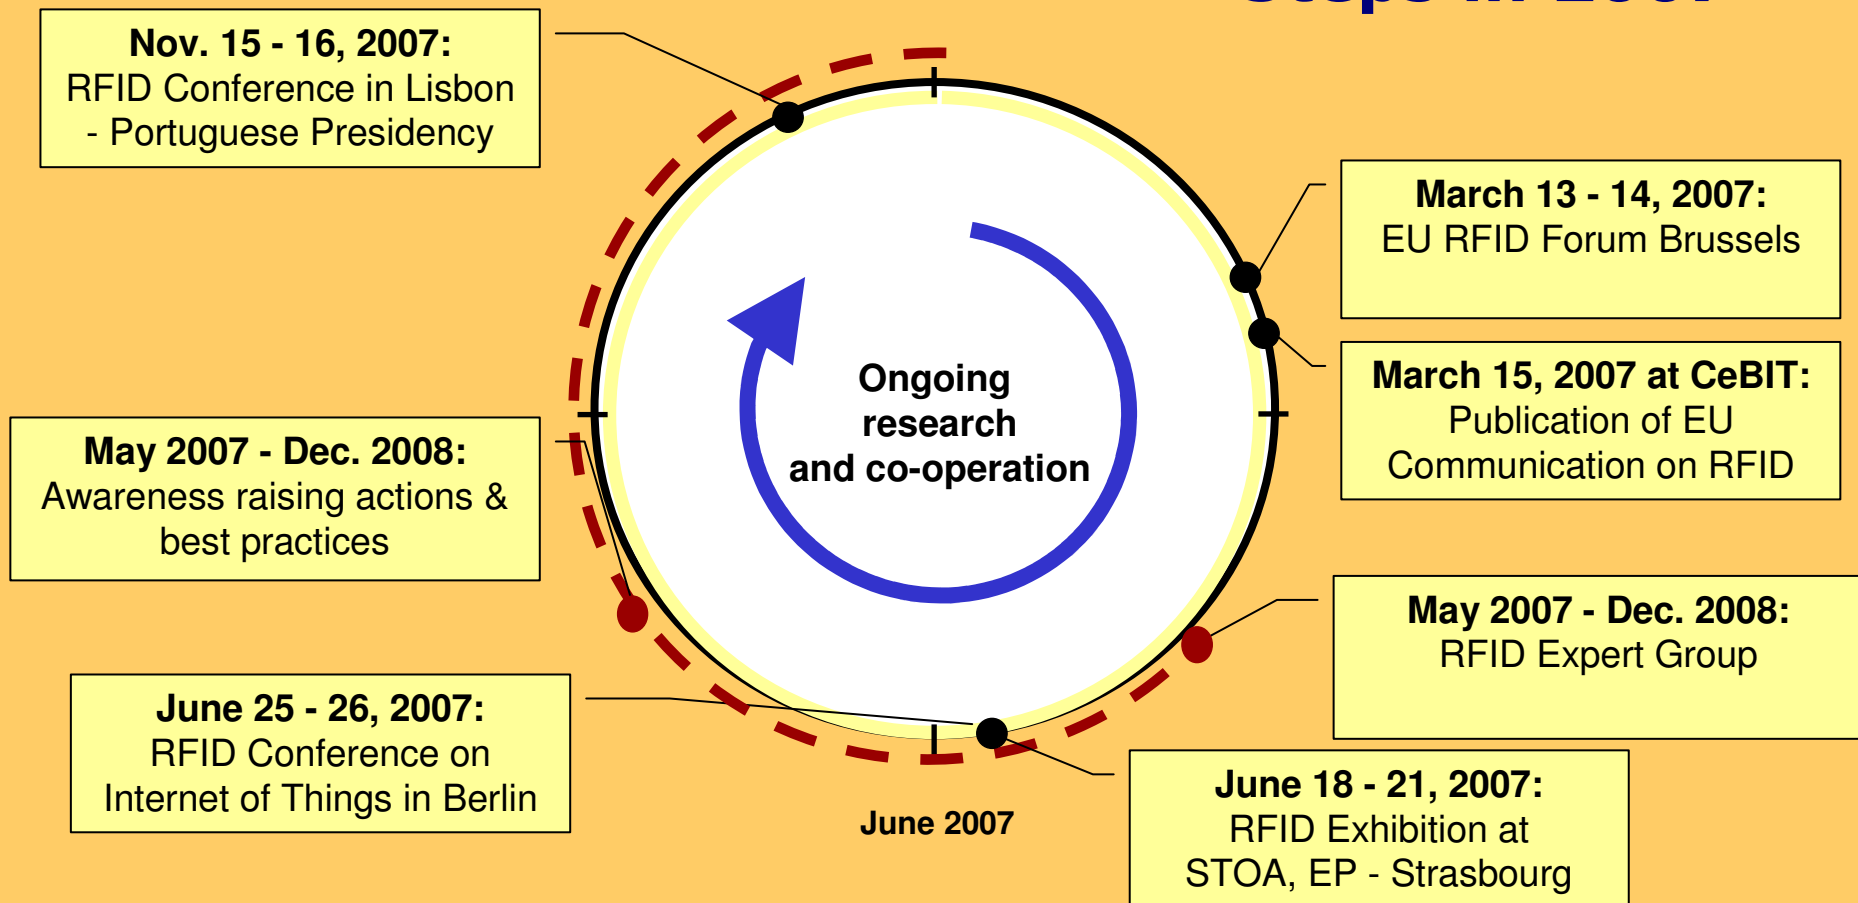 Steps in 2007
Nov. 15 - 16, 2007:
RFID Conference in Lisbon
- Portuguese Presidency
March 13 - 14, 2007:
EU RFID Forum Brussels
March 15, 2007 at CeBIT:
Publication of EU
Communication on RFID
Ongoing
research
and co-operation
May 2007 - Dec. 2008:
Awareness raising actions &
best practices
May 2007 - Dec. 2008:
RFID Expert Group
June 25 - 26, 2007:
RFID Conference on
Internet of Things in Berlin
June 18 - 21, 2007:
RFID Exhibition at
STOA, EP - Strasbourg
June 2007